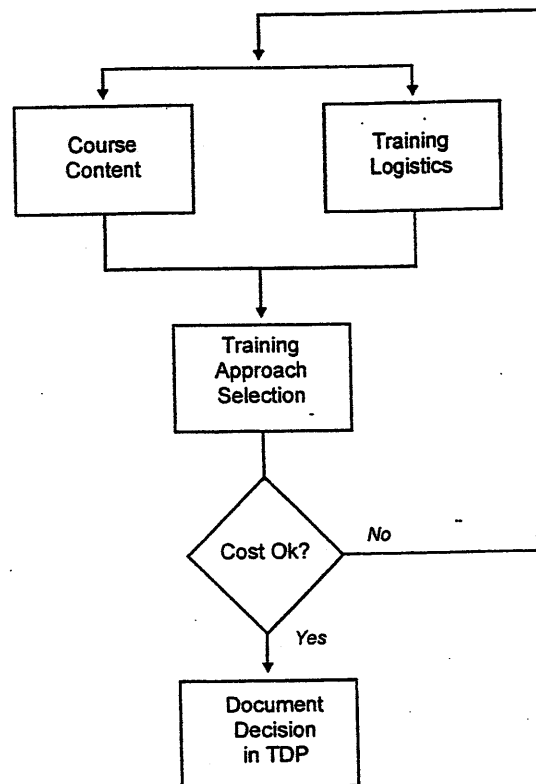 Course
Content
Training
Logistics
Training
Approach
Selection
Cost Ok?
No
Yes
Document
Decision
in TDP